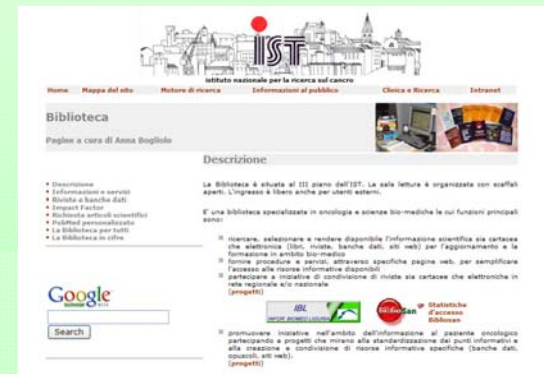 IST
istituto nazionale per la ricerca sul cancro
Home Mappa del sito Motore di ricerca Informazioni al pubblico Clinica e Ricerca Intranet
Biblioteca
Pagine a cura di Anna Bogliolo
Descrizione
• Descrizione
• Informazioni e servizi
• Riviste e banche dati
• Impact Factor
• Richiesta articoli scientifici
• PubMed personalizzato
• La Biblioteca per tutti
• La Biblioteca in cifre
Google
Search
La Biblioteca è situata al III piano dell'IST. La sala lettura è organizzata con scaffali
aperti. L'ingresso è libero anche per utenti esterni.
E' una biblioteca specializzata in oncologia e scienze bio-mediche le cui funzioni principali
sono:
ricercare, selezionare e rendere disponibile l'informazione scientifica sia cartacea
che elettronica (libri, riviste, banche dati, siti web) per l'aggiornamento e la
formazione in ambito bio-medico
fornire procedure e servizi, attraverso specifiche pagine web, per semplificare
l'accesso alle risorse informative disponibili
partecipare a iniziative di condivisione di riviste sia cartacee che elettroniche in
rete regionale e/o nazionale
(progetti)
IBL
INFOR BIOMED LIGURIA
Bibliosan
Statistiche
d'accesso
Bibliosan
promuovere iniziative nell'ambito dell'informazione al paziente oncologico
partecipando a progetti che mirano alla standardizzazione dei punti informativi e
alla creazione e condivisione di risorse informative specifiche (banche dati,
opuscoli, siti web).
(progetti)